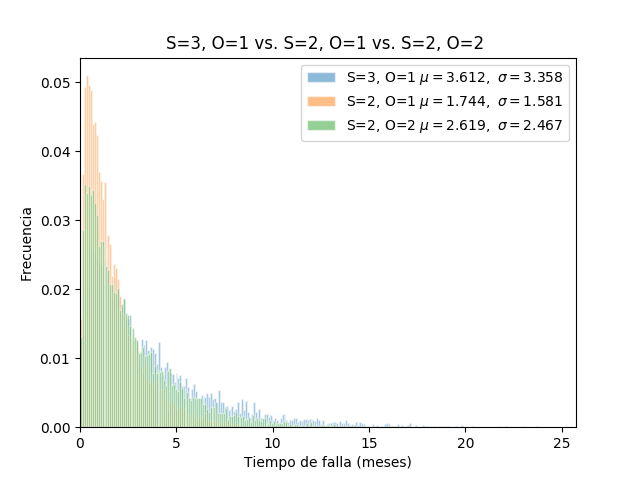 S=3, O=1 vs. S=2, O=1 vs. S=2, O=2
S=3, O=1 μ = 3.612, σ = 3.358
S=2, O=1 μ = 1.744, σ = 1.581
S=2, O=2 μ = 2.619, σ = 2.467
Frecuencia
0.05
0.04
0.03
0.02
0.01
0.00
0 5 10 15 20 25
Tiempo de falla (meses)